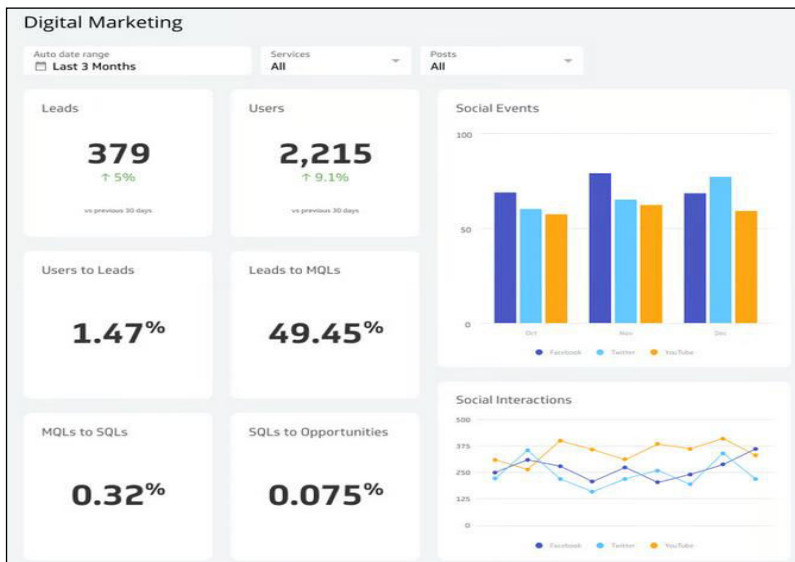 Digital Marketing
Auto date range
Last 3 Months
Services
All
Posts
All
Leads
379
↑ 5%
vs previous 30 days
Users
2,215
↑ 9.1%
vs previous 30 days
Users to Leads
1.47%
Leads to MQLs
49.45%
MQLs to SQLs
0.32%
SQLs to Opportunities
0.075%
Social Events
100
50
0
Oct
Nov
Dec
Facebook
Twitter
YouTube
Social Interactions
500
375
250
125
0
Facebook
Twitter
YouTube